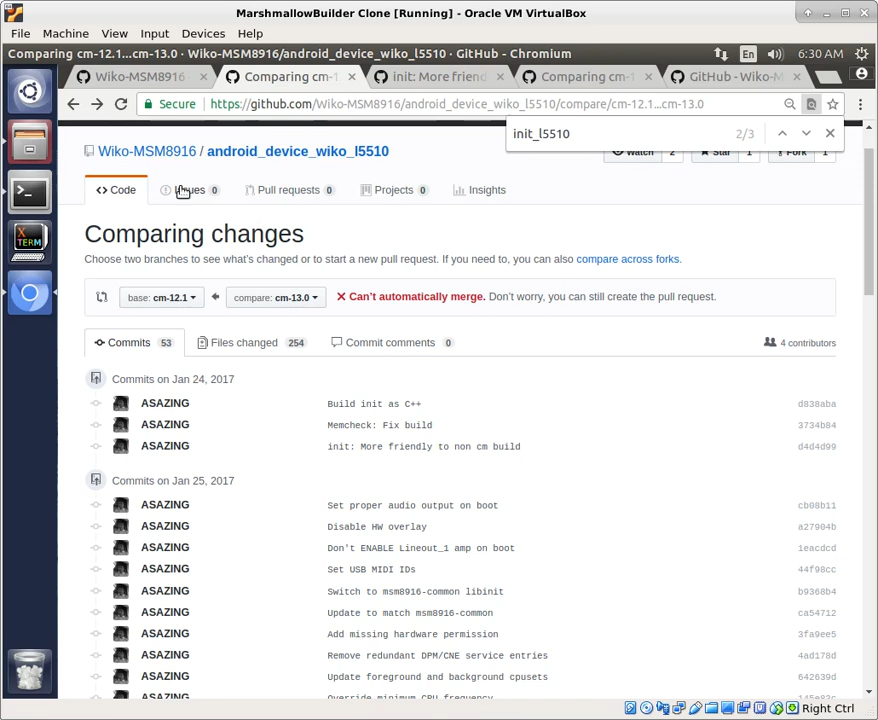 MarshmallowBuilder Clone [Running] - Oracle VM VirtualBox
File Machine View Input Devices Help
Comparing cm-12.1...cm-13.0 · Wiko-MSM8916/android_device_wiko_l5510 · GitHub - Chromium
En 6:30 AM
Wiko-MSM8916 ×
Comparing cm-1 ×
init: More friend ×
Comparing cm-1 ×
GitHub - Wiko-M ×
Secure https://github.com/Wiko-MSM8916/android_device_wiko_l5510/compare/cm-12.1...cm-13.0
init_l5510 2/3
Wiko-MSM8916 / android_device_wiko_l5510
Watch 2 Star 1 Fork 1
Code
Issues 0
Pull requests 0
Projects 0
Insights
Comparing changes
Choose two branches to see what's changed or to start a new pull request. If you need to, you can also compare across forks.
base: cm-12.1
compare: cm-13.0
Can't automatically merge. Don't worry, you can still create the pull request.
Commits 53
Files changed 254
Commit comments 0
4 contributors
Commits on Jan 24, 2017
ASAZING Build init as C++ d838aba
ASAZING Memcheck: Fix build 3734b84
ASAZING init: More friendly to non cm build d4d4d99
Commits on Jan 25, 2017
ASAZING Set proper audio output on boot cb08b11
ASAZING Disable HW overlay a27904b
ASAZING Don't ENABLE Lineout_1 amp on boot 1eacdcd
ASAZING Set USB MIDI IDs 44f98cc
ASAZING Switch to msm8916-common libinit b9368b4
ASAZING Update to match msm8916-common ca54712
ASAZING Add missing hardware permission 3fa9ee5
ASAZING Remove redundant DPM/CNE service entries 4ad178d
ASAZING Update foreground and background cpusets 642639d
ASAZING Override minimum CPU frequency
X TERM
Right Ctrl